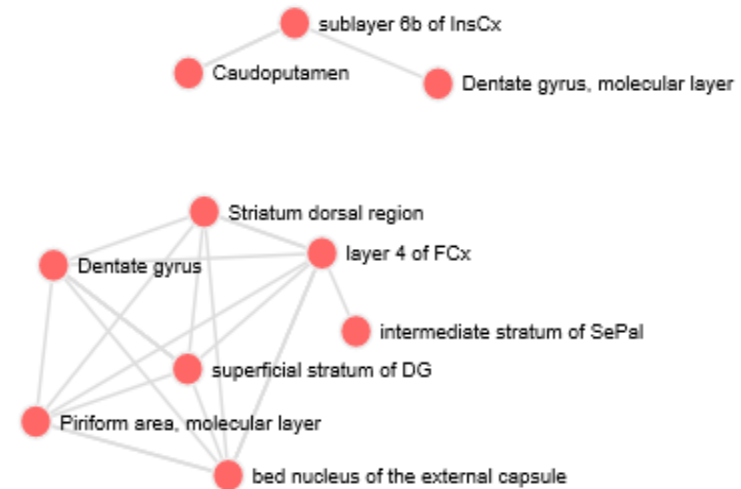 sublayer 6b of InsCx
Caudoputamen
Dentate gyrus, molecular layer
Striatum dorsal region
layer 4 of FCx
Dentate gyrus
intermediate stratum of SePal
superficial stratum of DG
Piriform area, molecular layer
bed nucleus of the external capsule